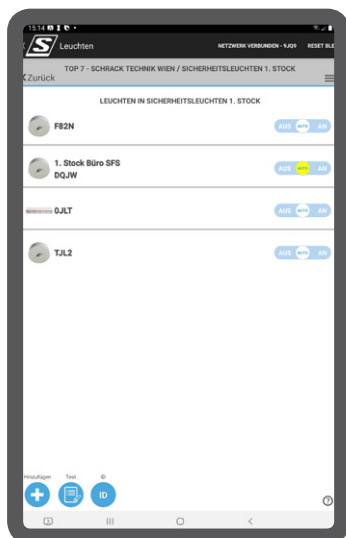 15:14
Leuchten
NETZWERK VERBUNDEN - 9JQ9 RESET BLE
TOP 7 - SCHRACK TECHNIK WIEN / SICHERHEITSLEUCHTEN 1. STOCK
Zurück
LEUCHTEN IN SICHERHEITSLEUCHTEN 1. STOCK
F82N AUS AUTO AN
1. Stock Büro SFS
DQJW AUS AUTO AN
0JLT AUS AUTO AN
TJL2 AUS AUTO AN
Hinzufügen Test ID
ID